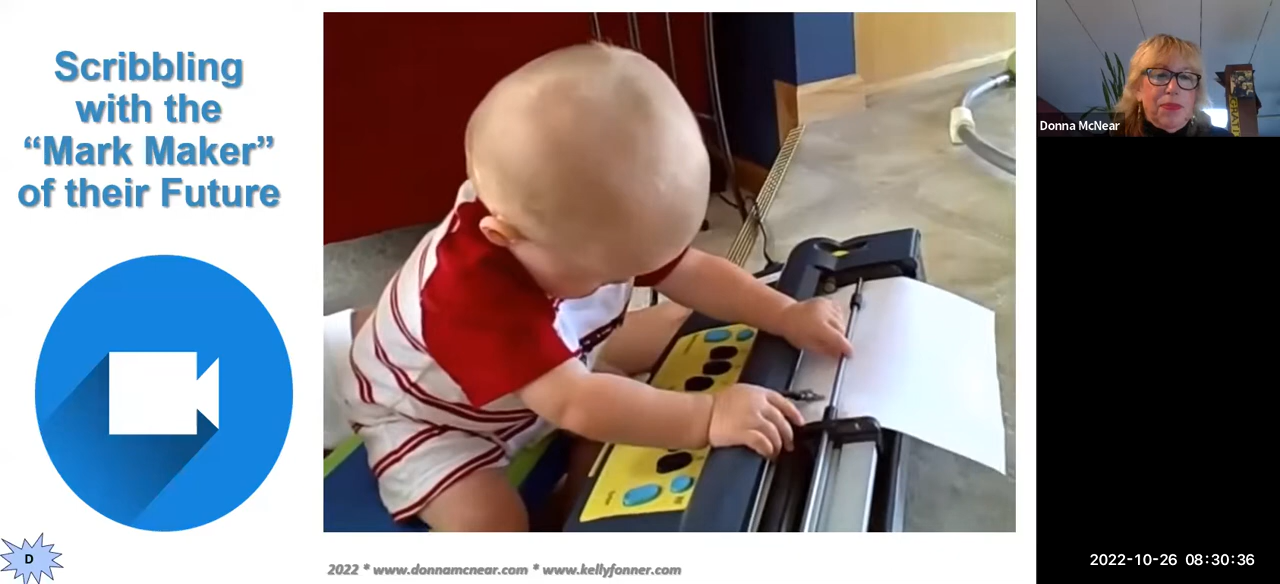 Scribbling
with the
“Mark Maker”
of their Future
Donna McNear
D
2022 * www.donnamcnear.com * www.kellyfonner.com
2022-10-26 08:30:36